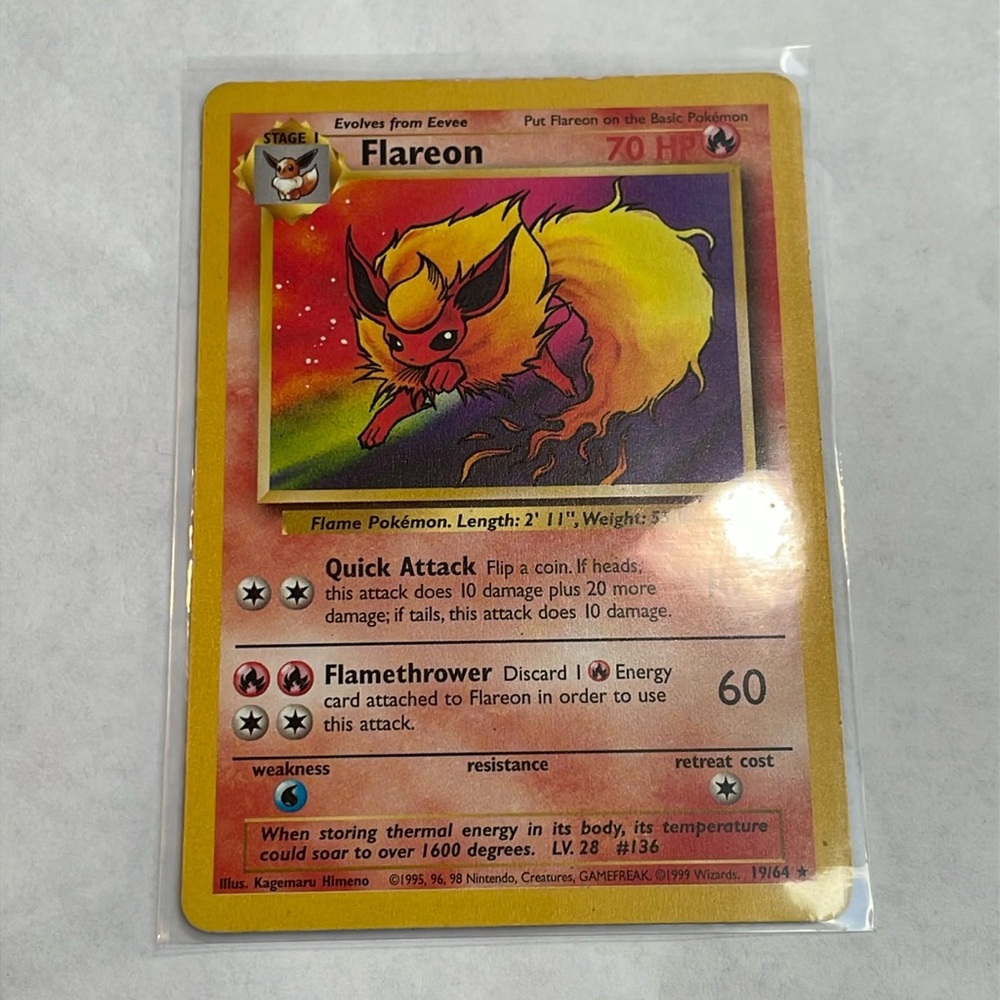 Evolves from Eevee Put Flareon on the Basic Pokémon
STAGE 1
Flareon 70 HP
Flame Pokémon. Length: 2' 11", Weight:
Quick Attack Flip a coin. If heads,
this attack does 10 damage plus 20 more
damage; if tails, this attack does 10 damage.
Flamethrower Discard 1 Energy
card attached to Flareon in order to use
this attack.
60
weakness resistance retreat cost
When storing thermal energy in its body, its temperature
could soar to over 1600 degrees. LV. 28 #136
Illus. Kagemaru Himeno ©1995, 96, 98 Nintendo, Creatures, GAMEFREAK. ©1999 Wizards. 19/64 ★